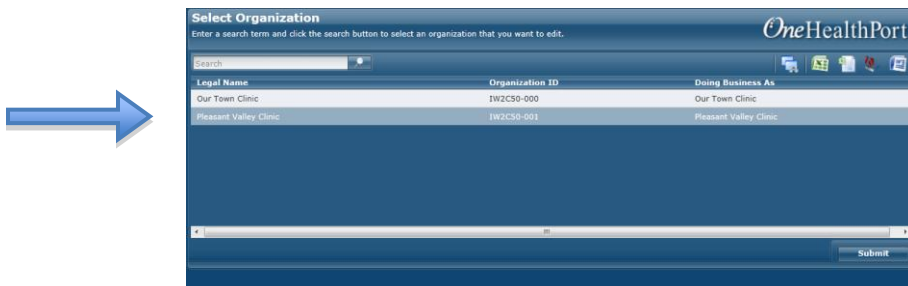 Select Organization
Enter a search term and click the search button to select an organization that you want to edit.
OneHealthPort
Search
Legal Name Organization ID Doing Business As
Our Town Clinic IW2C50-000 Our Town Clinic
Pleasant Valley Clinic IW2C50-001 Pleasant Valley Clinic
Submit